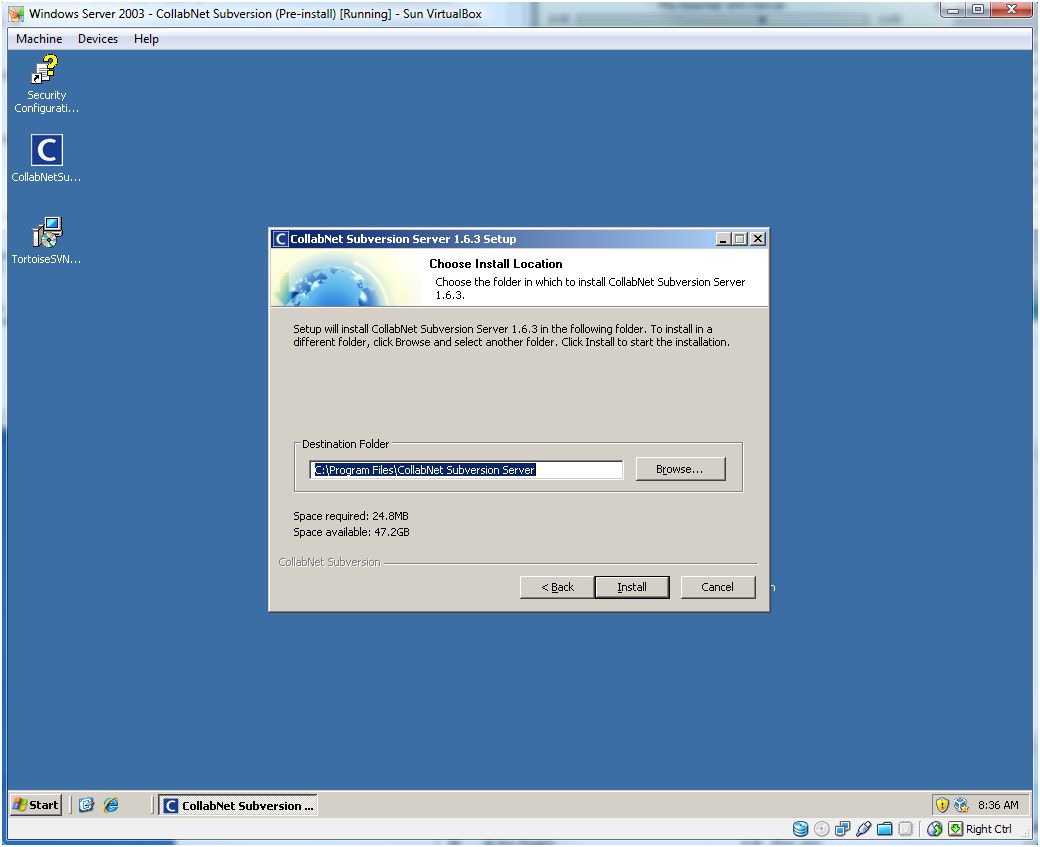 Windows Server 2003 - CollabNet Subversion (Pre-install) [Running] - Sun VirtualBox
Machine Devices Help
Security
Configurati...
C
CollabNetSu...
TortoiseSVN...
C CollabNet Subversion Server 1.6.3 Setup
Choose Install Location
Choose the folder in which to install CollabNet Subversion Server
1.6.3.
Setup will install CollabNet Subversion Server 1.6.3 in the following folder. To install in a
different folder, click Browse and select another folder. Click Install to start the installation.
Destination Folder
C:\Program Files\CollabNet Subversion Server
Browse...
Space required: 24.8MB
Space available: 47.2GB
CollabNet Subversion
< Back Install Cancel
n
Start C CollabNet Subversion ... 8:36 AM
Right Ctrl